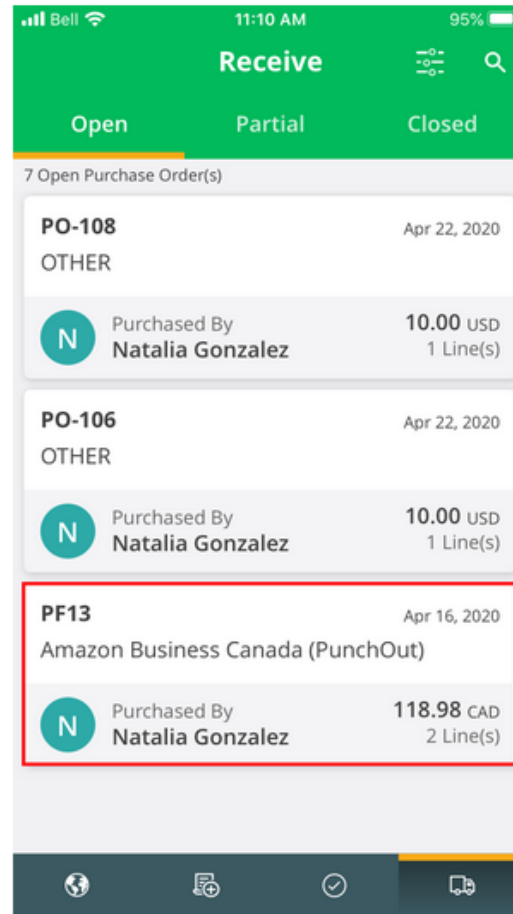 Bell 11:10 AM 95%
Receive
Open Partial Closed
7 Open Purchase Order(s)
PO-108 Apr 22, 2020
OTHER
N Purchased By 10.00 USD
Natalia Gonzalez 1 Line(s)
PO-106 Apr 22, 2020
OTHER
N Purchased By 10.00 USD
Natalia Gonzalez 1 Line(s)
PF13 Apr 16, 2020
Amazon Business Canada (PunchOut)
N Purchased By 118.98 CAD
Natalia Gonzalez 2 Line(s)